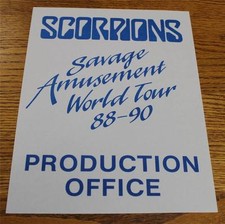 SCORPIONS
Savage
Amusement
World Tour
88-90
PRODUCTION
OFFICE